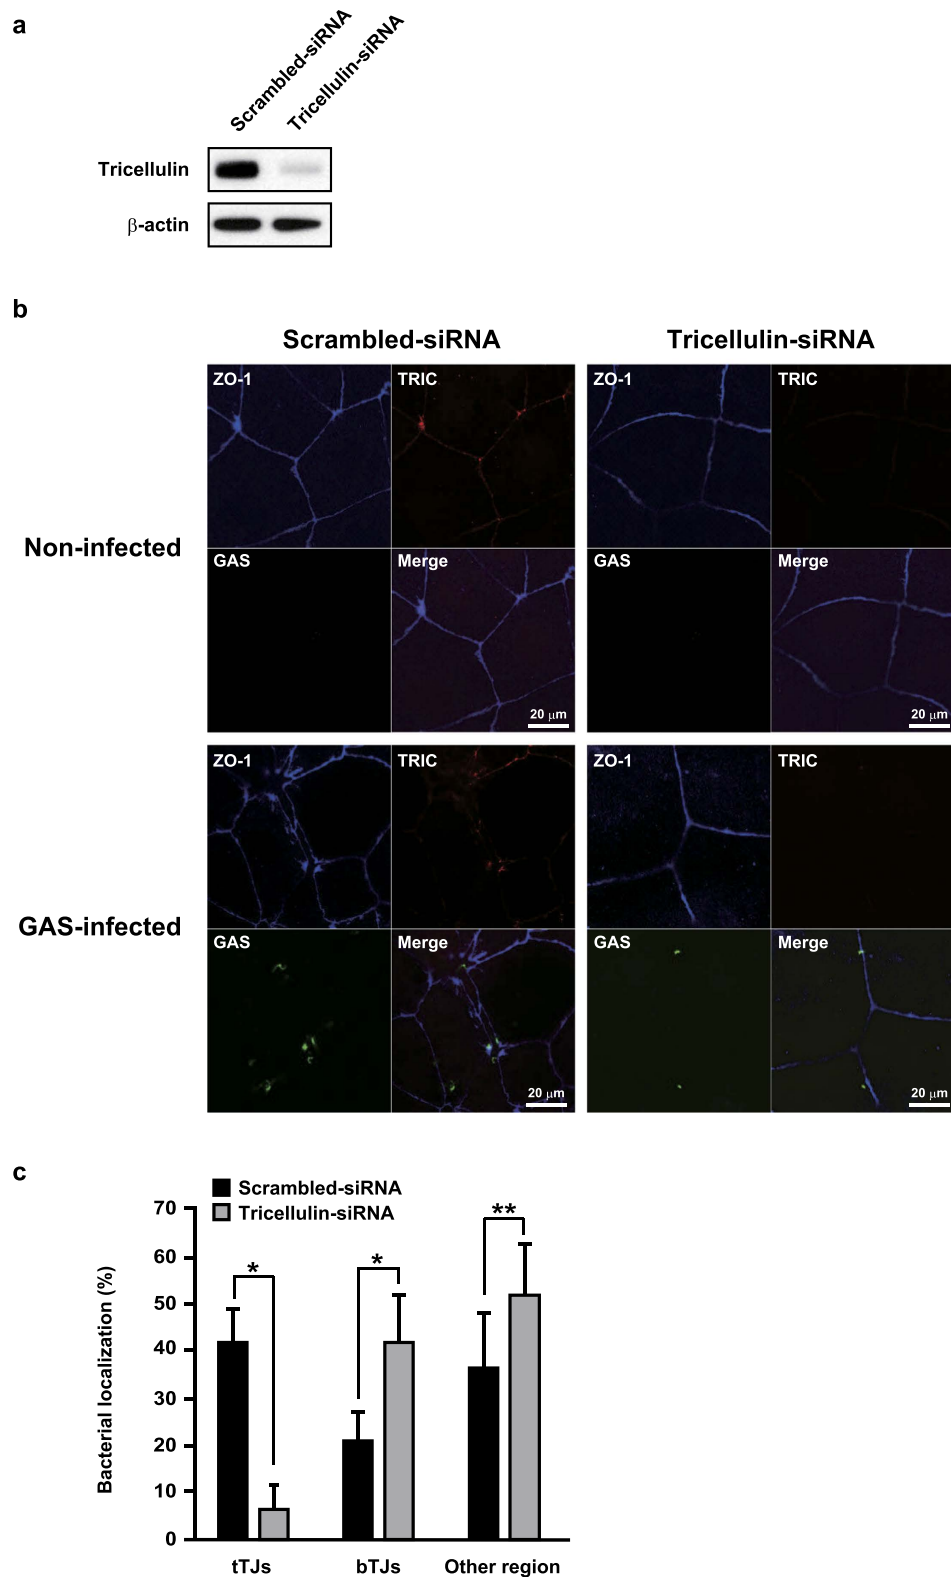 a
Scrambled-siRNA
Tricellulin-siRNA
Tricellulin
β-actin
b
Scrambled-siRNA
Tricellulin-siRNA
Non-infected
ZO-1
TRIC
ZO-1
TRIC
GAS
Merge
20 μm
GAS
Merge
20 μm
GAS-infected
ZO-1
TRIC
ZO-1
TRIC
GAS
Merge
20 μm
GAS
Merge
20 μm
c
Scrambled-siRNA
Tricellulin-siRNA
Bacterial localization (%)
70
60
50
40
30
20
10
0
*
*
**
tTJs
bTJs
Other region